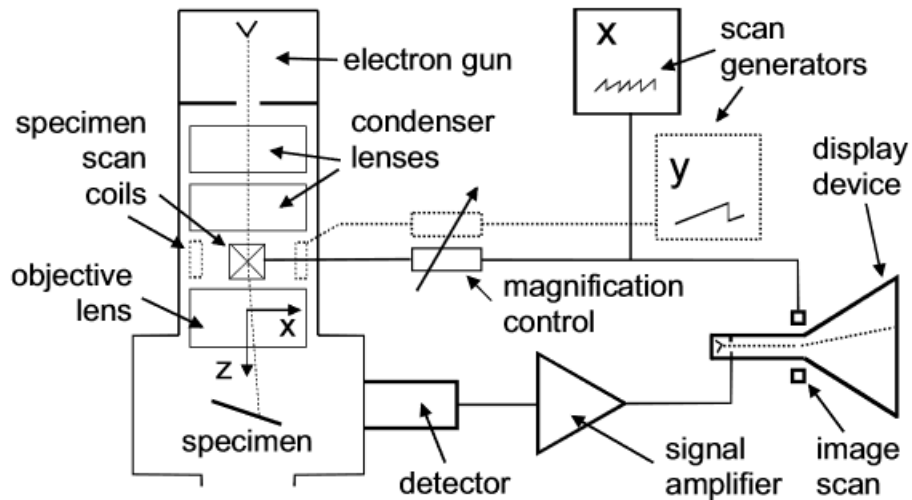 electron gun
specimen
scan
coils
condenser
lenses
objective
lens
x
z
specimen
x
scan
generators
y
magnification
control
display
device
detector
signal
amplifier
image
scan